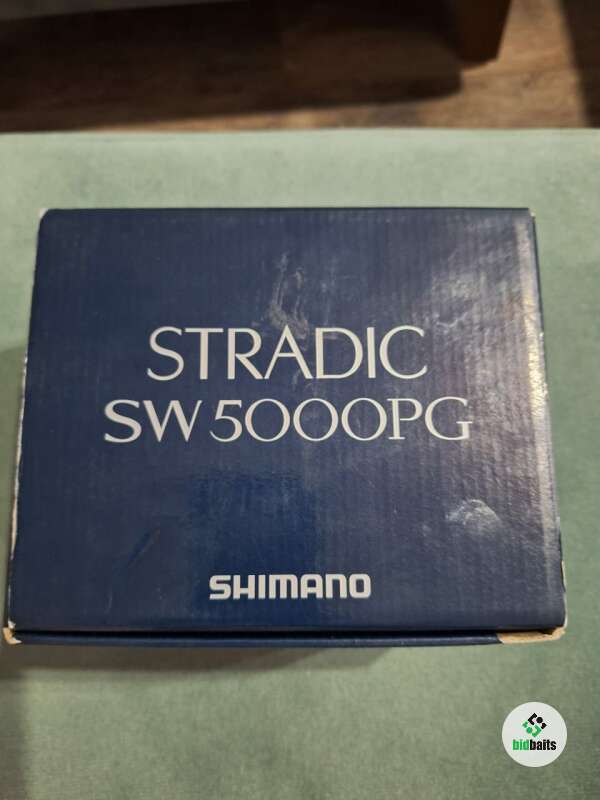 STRADIC
SW 5000PG
SHIMANO
bidbaits